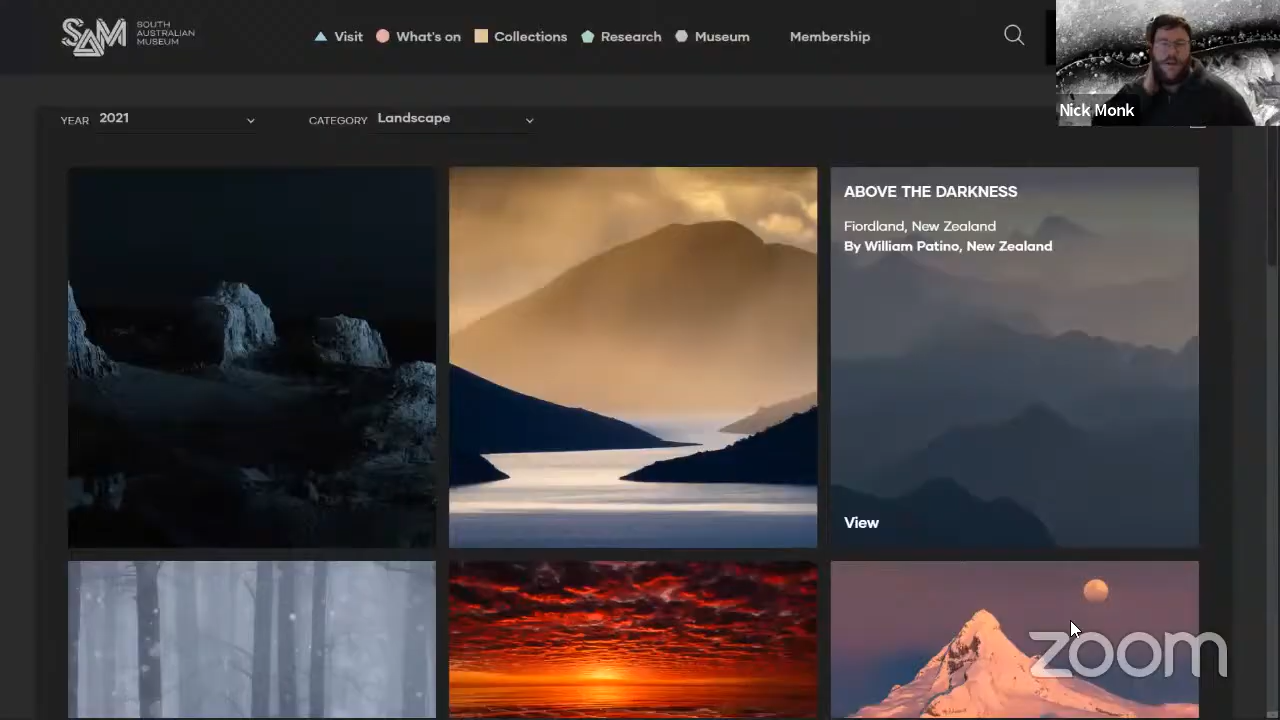 SAM
SOUTH
AUSTRALIAN
MUSEUM
Visit
What's on
Collections
Research
Museum
Membership
Nick Monk
YEAR 2021
CATEGORY Landscape
ABOVE THE DARKNESS
Fiordland, New Zealand
By William Patino, New Zealand
View
zoom